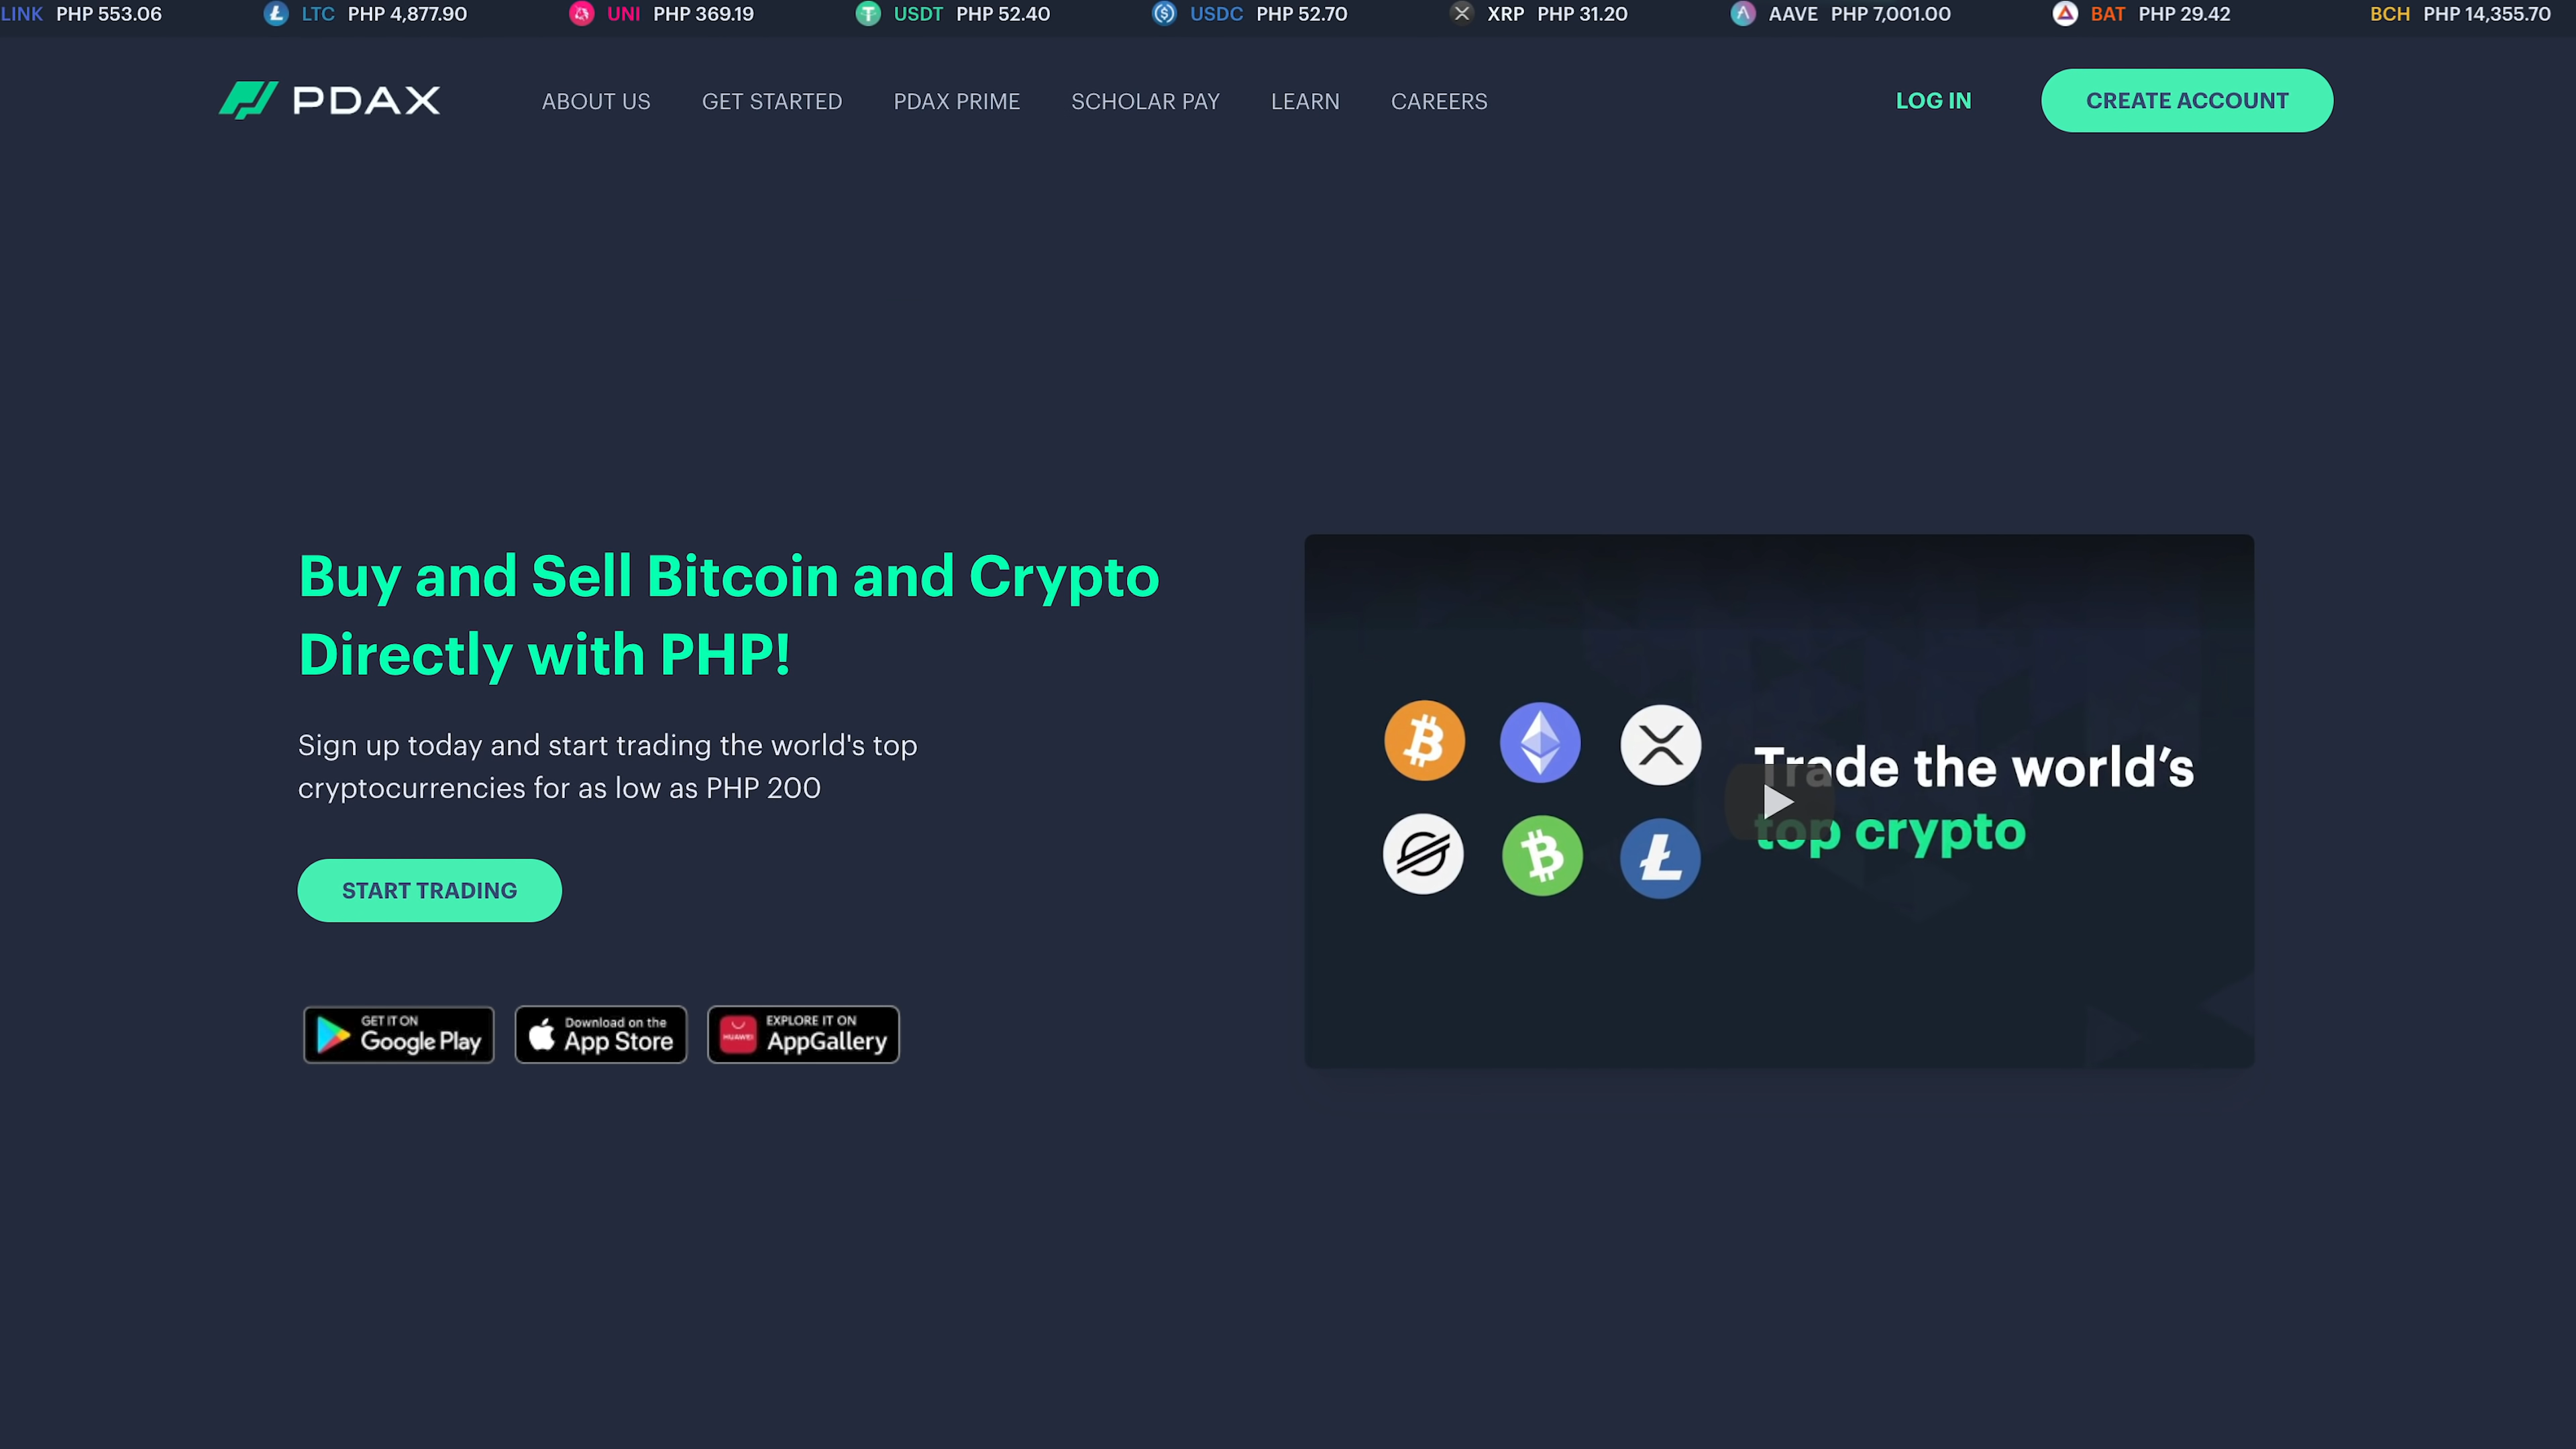 LINK PHP 553.06 LTC PHP 4,877.90 UNI PHP 369.19 USDT PHP 52.40 USDC PHP 52.70 XRP PHP 31.20 AAVE PHP 7,001.00 BAT PHP 29.42 BCH PHP 14,355.70
PDAX ABOUT US GET STARTED PDAX PRIME SCHOLAR PAY LEARN CAREERS LOG IN CREATE ACCOUNT
Buy and Sell Bitcoin and Crypto
Directly with PHP!
Sign up today and start trading the world's top
cryptocurrencies for as low as PHP 200
START TRADING
GET IT ON
Google Play
Download on the
App Store
HUAWEI
EXPLORE IT ON
AppGallery
Trade the world’s
top crypto